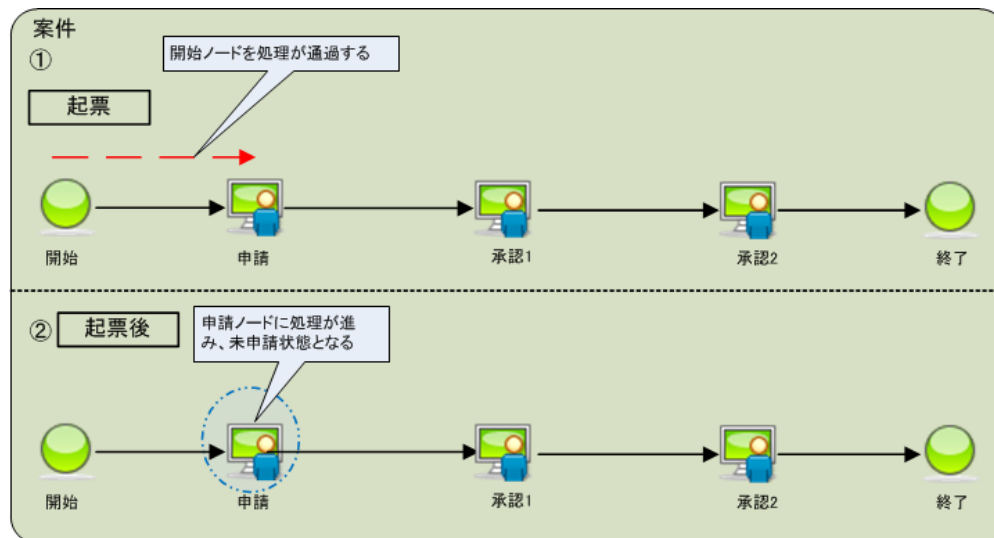 案件
①
開始ノードを処理が通過する
起票
開始
申請
承認1
承認2
終了
②
起票後
申請ノードに処理が進
み、未申請状態となる
開始
申請
承認1
承認2
終了